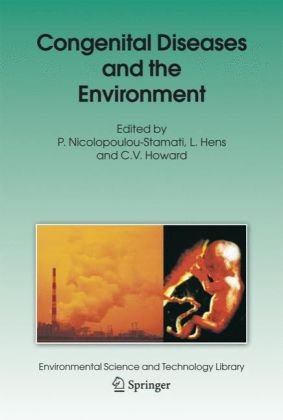 Congenital Diseases
and the
Environment
Edited by
P. Nicolopoulou-Stamati, L. Hens
and C.V. Howard
Environmental Science and Technology Library
Springer